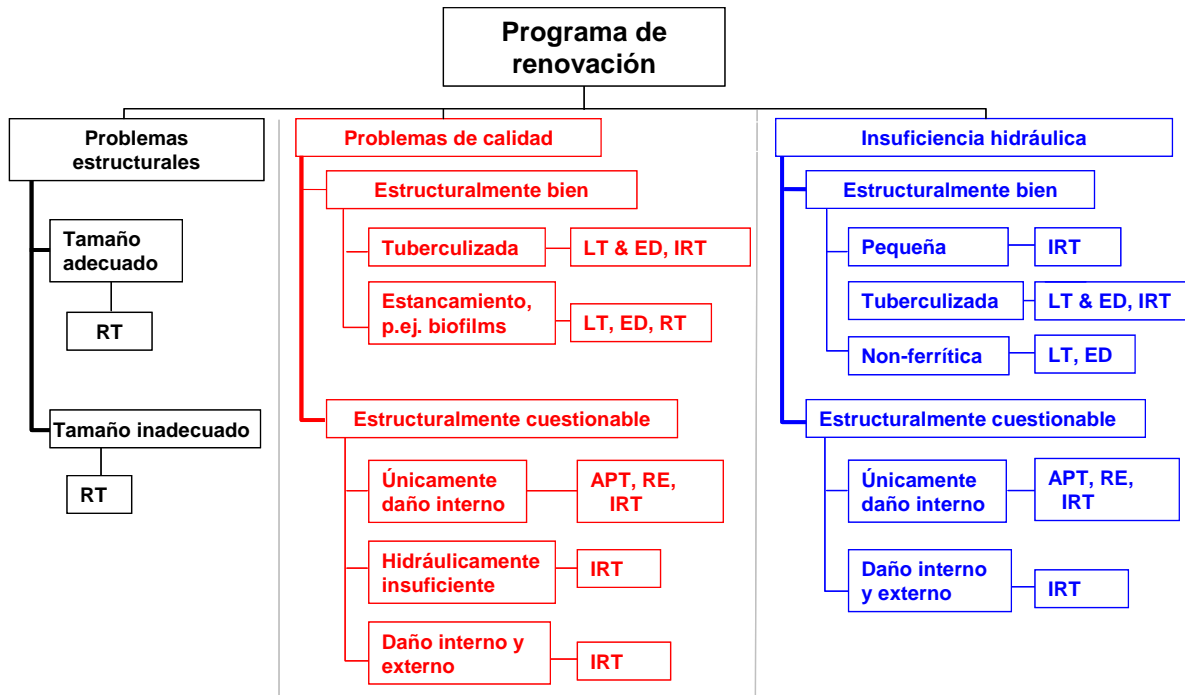 Programa de
renovación
Problemas
estructurales
Tamaño
adecuado
RT
Tamaño inadecuado
RT
Problemas de calidad
Estructuralmente bien
Tuberculizada
LT & ED, IRT
Estancamiento,
p.ej. biofilms
LT, ED, RT
Estructuralmente cuestionable
Únicamente
daño interno
APT, RE,
IRT
Hidráulicamente
insuficiente
IRT
Daño interno y
externo
IRT
Insuficiencia hidráulica
Estructuralmente bien
Pequeña
IRT
Tuberculizada
LT & ED, IRT
Non-ferrítica
LT, ED
Estructuralmente cuestionable
Únicamente
daño interno
APT, RE,
IRT
Daño interno
y externo
IRT